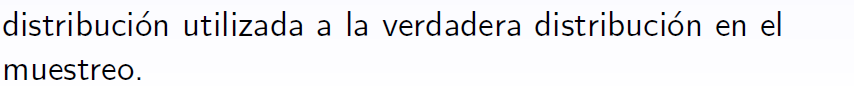 distribución utilizada a la verdadera distribución en el
muestreo.